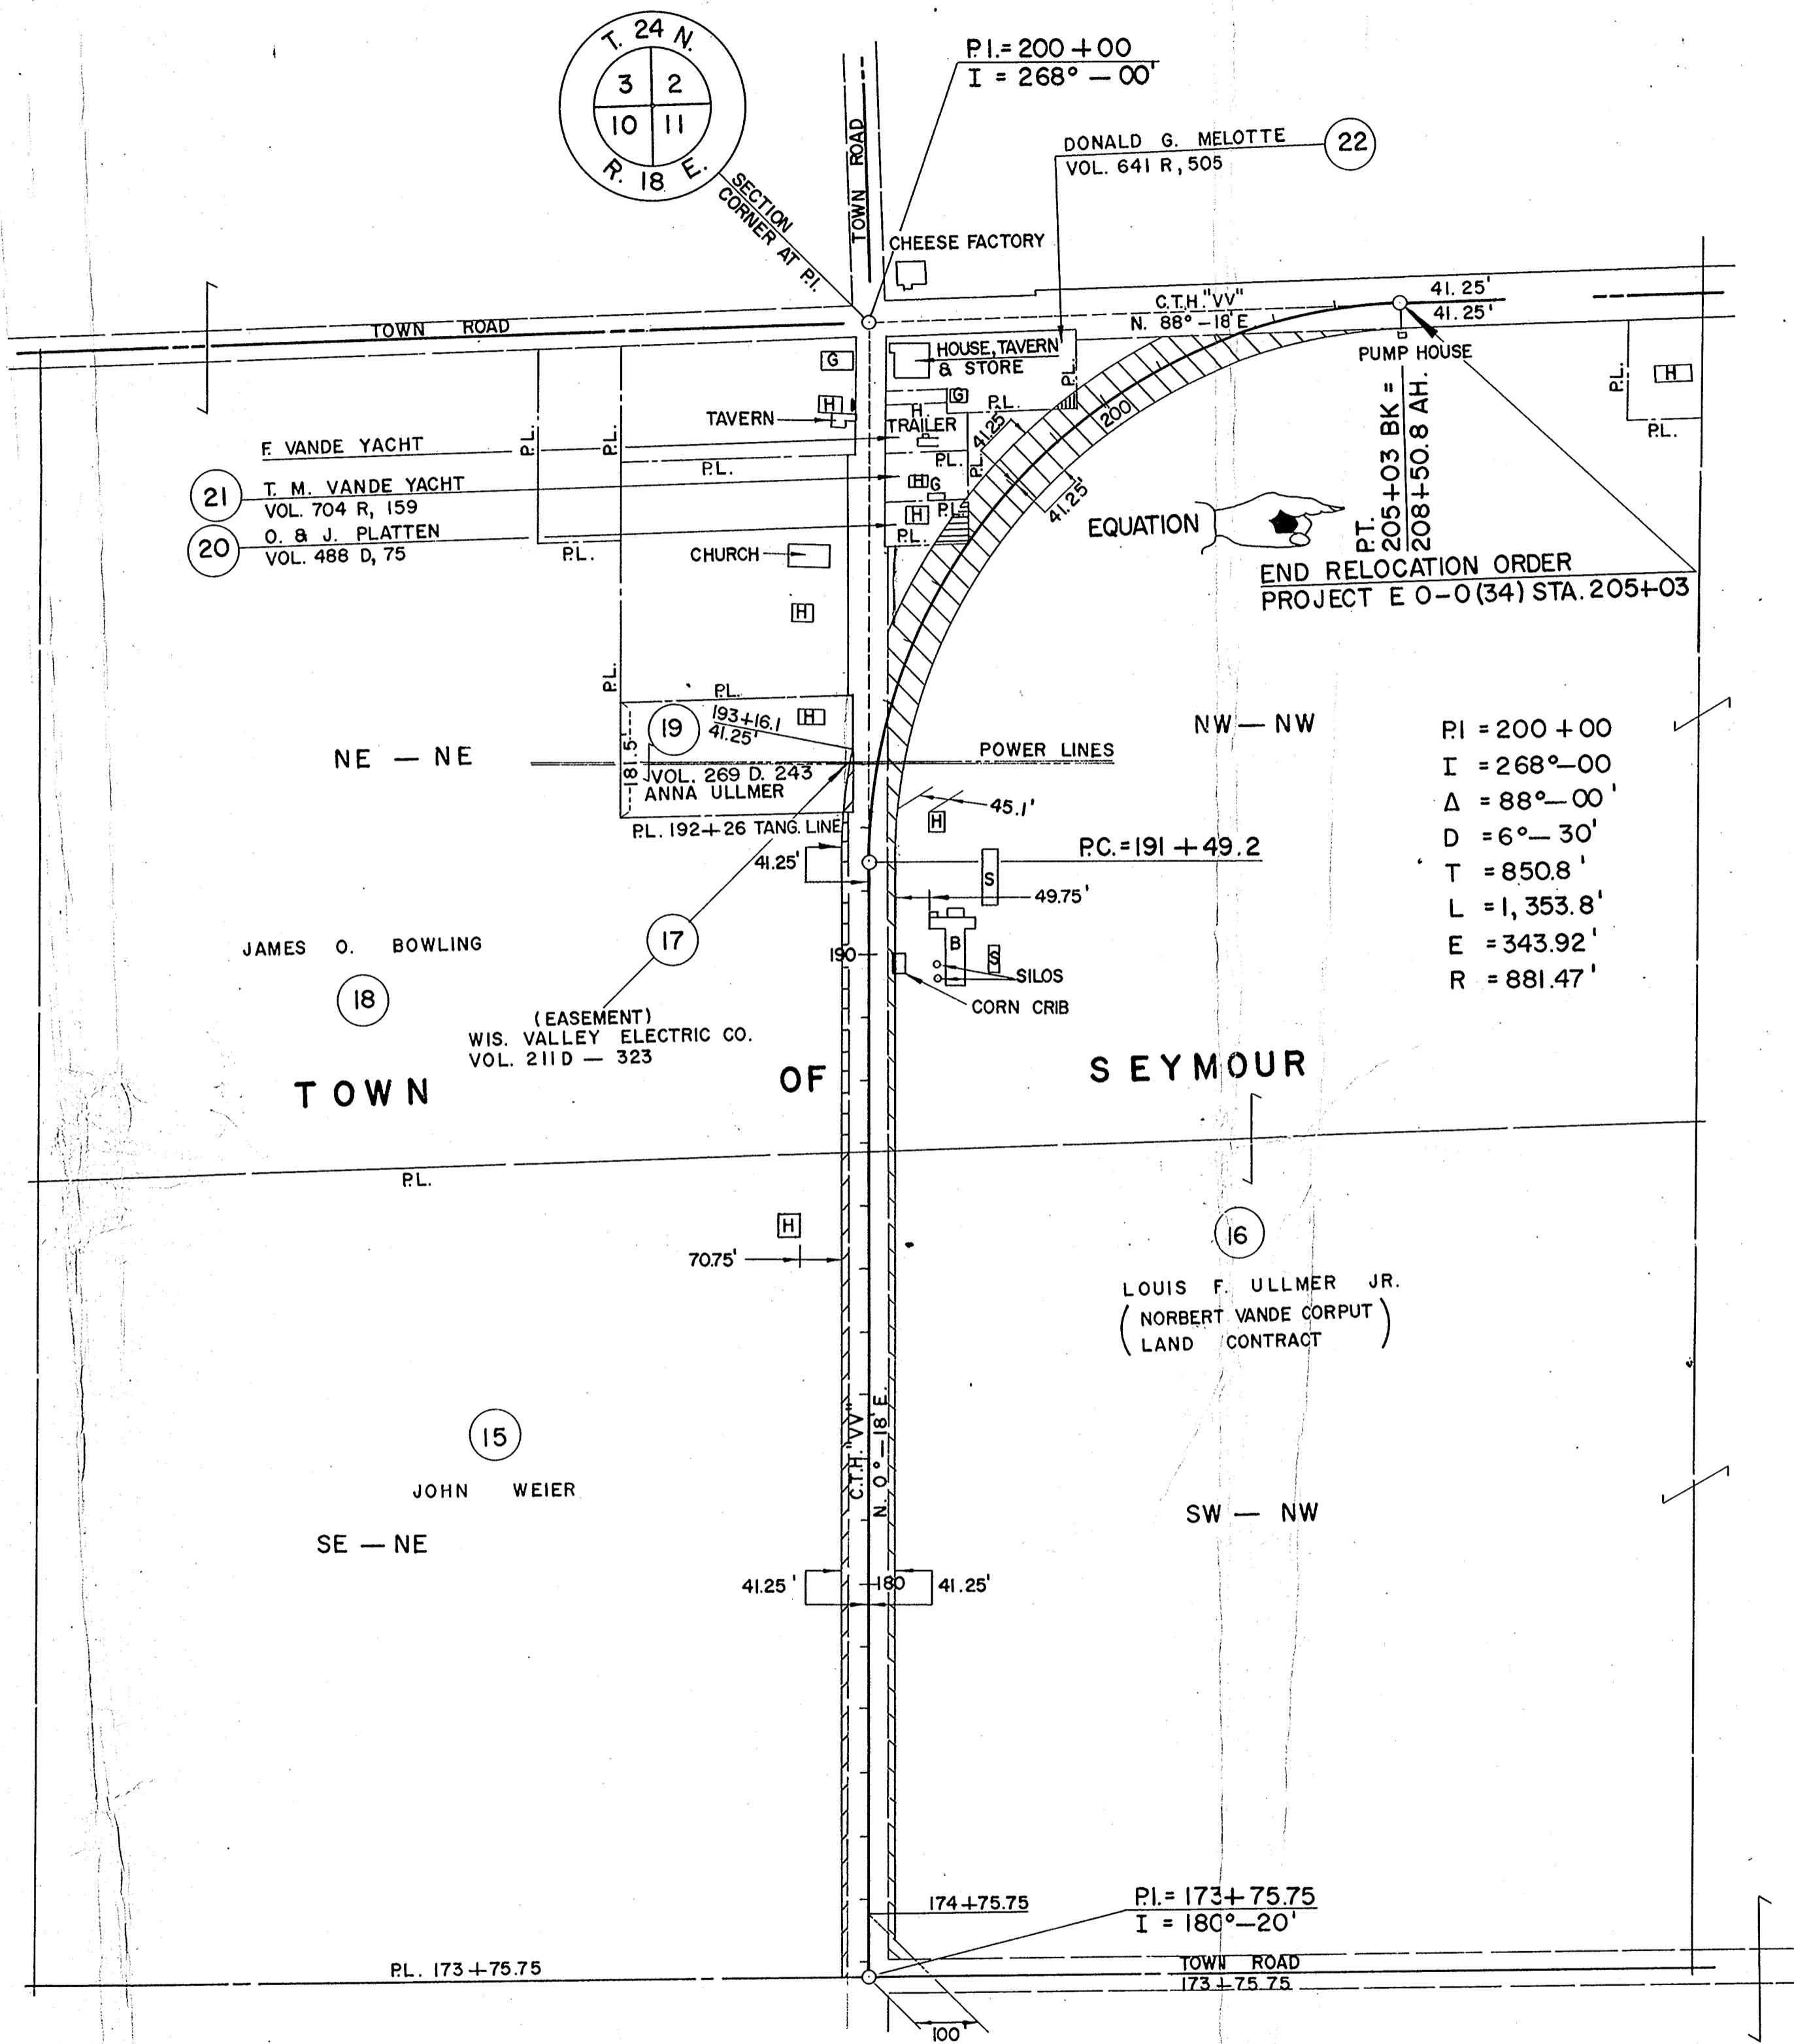 T. 24 N.
3 2
10 11
R. 18 E.
SECTION
CORNER AT P.I.
P.I. = 200 + 00
I = 268° — 00'
TOWN ROAD
DONALD G. MELOTTE
VOL. 641 R, 505
22
CHEESE FACTORY
TOWN ROAD
C.T.H. "VV"
N. 88° — 18' E
41.25'
41.25'
G
HOUSE, TAVERN
& STORE
P.L.
PUMP HOUSE
H
P.L.
P.L.
H
TAVERN
G
P.L.
H.
TRAILER
200
41.25'
41.25'
F. VANDE YACHT
P.L.
P.L.
P.L.
P.L.
P.L.
21
T. M. VANDE YACHT
VOL. 704 R, 159
H
G
20
O. & J. PLATTEN
VOL. 488 D, 75
H
P.L.
P.L.
P.L.
CHURCH
H
EQUATION
P.T.
205+03 BK =
208+50.8 AH.
END RELOCATION ORDER
PROJECT E 0-0 (34) STA. 205+03
P.L.
P.L.
19
193+16.1
41.25'
H
181.5'
VOL. 269 D. 243
ANNA ULLMER
POWER LINES
NE — NE
NW — NW
P.I = 200 + 00
I = 268°—00
Δ = 88°—00'
D = 6°— 30'
T = 850.8'
L = 1,353.8'
E = 343.92'
R = 881.47'
P.L. 192+26 TANG. LINE
45.1'
H
41.25'
P.C. = 191 + 49.2
S
49.75'
JAMES O. BOWLING
18
17
190
B
S
SILOS
CORN CRIB
(EASEMENT)
WIS. VALLEY ELECTRIC CO.
VOL. 211 D — 323
TOWN OF SEYMOUR
P.L.
H
70.75'
16
LOUIS F. ULLMER JR.
( NORBERT VANDE CORPUT )
( LAND CONTRACT )
15
JOHN WEIER
SE — NE
C.T.H. "VV"
N. 0° — 18' E.
SW — NW
41.25'
180
41.25'
174+75.75
P.I. = 173+75.75
I = 180°—20'
P.L. 173+75.75
TOWN ROAD
173+75.75
100'